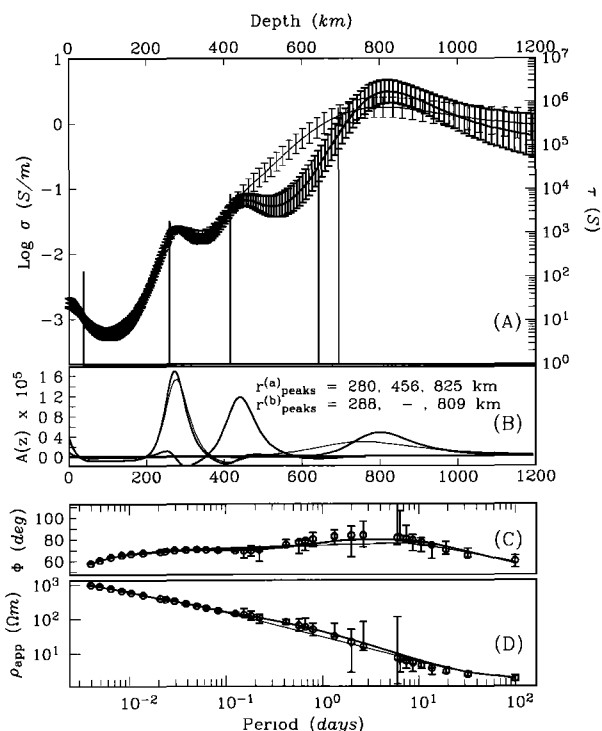 Depth (km)
0 200 400 600 800 1000 1200
1 10^7
0 10^6
10^5
-1 10^4
10^3
-2 10^2
-3 10^1
10^0
Log σ (S/m)
τ (S)
(A)
1 6
1 2
0 8
0 4
0 0
A(z) x 10^5
r^(a)_peaks = 280, 456, 825 km
r^(b)_peaks = 288, - , 809 km
(B)
0 200 400 600 800 1000 1200
100
80
60
Φ (deg)
(C)
10^3
10^2
10^1
ρ_app (Ωm)
(D)
10^-2 10^-1 10^0 10^1 10^2
Period (days)